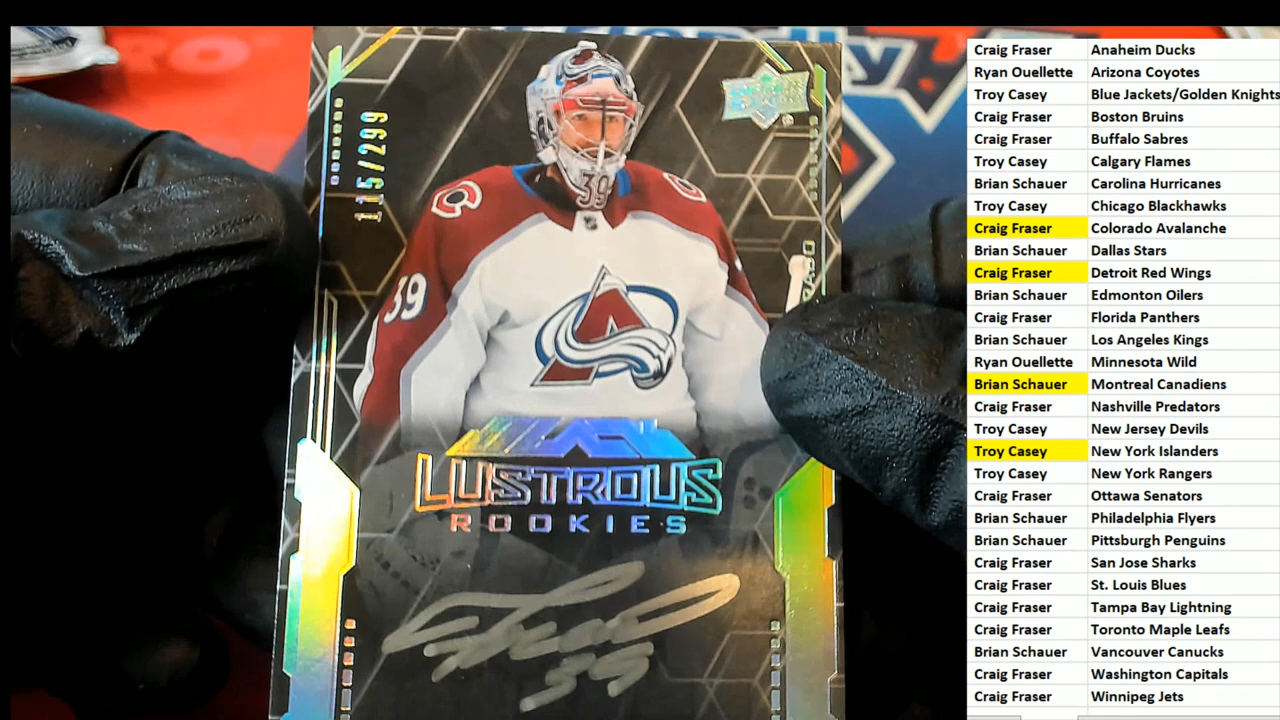 135/299
39
39
LUSTROUS
ROOKIES
39
Craig Fraser Anaheim Ducks
Ryan Ouellette Arizona Coyotes
Troy Casey Blue Jackets/Golden Knights
Craig Fraser Boston Bruins
Craig Fraser Buffalo Sabres
Troy Casey Calgary Flames
Brian Schauer Carolina Hurricanes
Troy Casey Chicago Blackhawks
Craig Fraser Colorado Avalanche
Brian Schauer Dallas Stars
Craig Fraser Detroit Red Wings
Brian Schauer Edmonton Oilers
Craig Fraser Florida Panthers
Brian Schauer Los Angeles Kings
Ryan Ouellette Minnesota Wild
Brian Schauer Montreal Canadiens
Craig Fraser Nashville Predators
Troy Casey New Jersey Devils
Troy Casey New York Islanders
Troy Casey New York Rangers
Craig Fraser Ottawa Senators
Brian Schauer Philadelphia Flyers
Brian Schauer Pittsburgh Penguins
Craig Fraser San Jose Sharks
Craig Fraser St. Louis Blues
Craig Fraser Tampa Bay Lightning
Craig Fraser Toronto Maple Leafs
Brian Schauer Vancouver Canucks
Craig Fraser Washington Capitals
Craig Fraser Winnipeg Jets